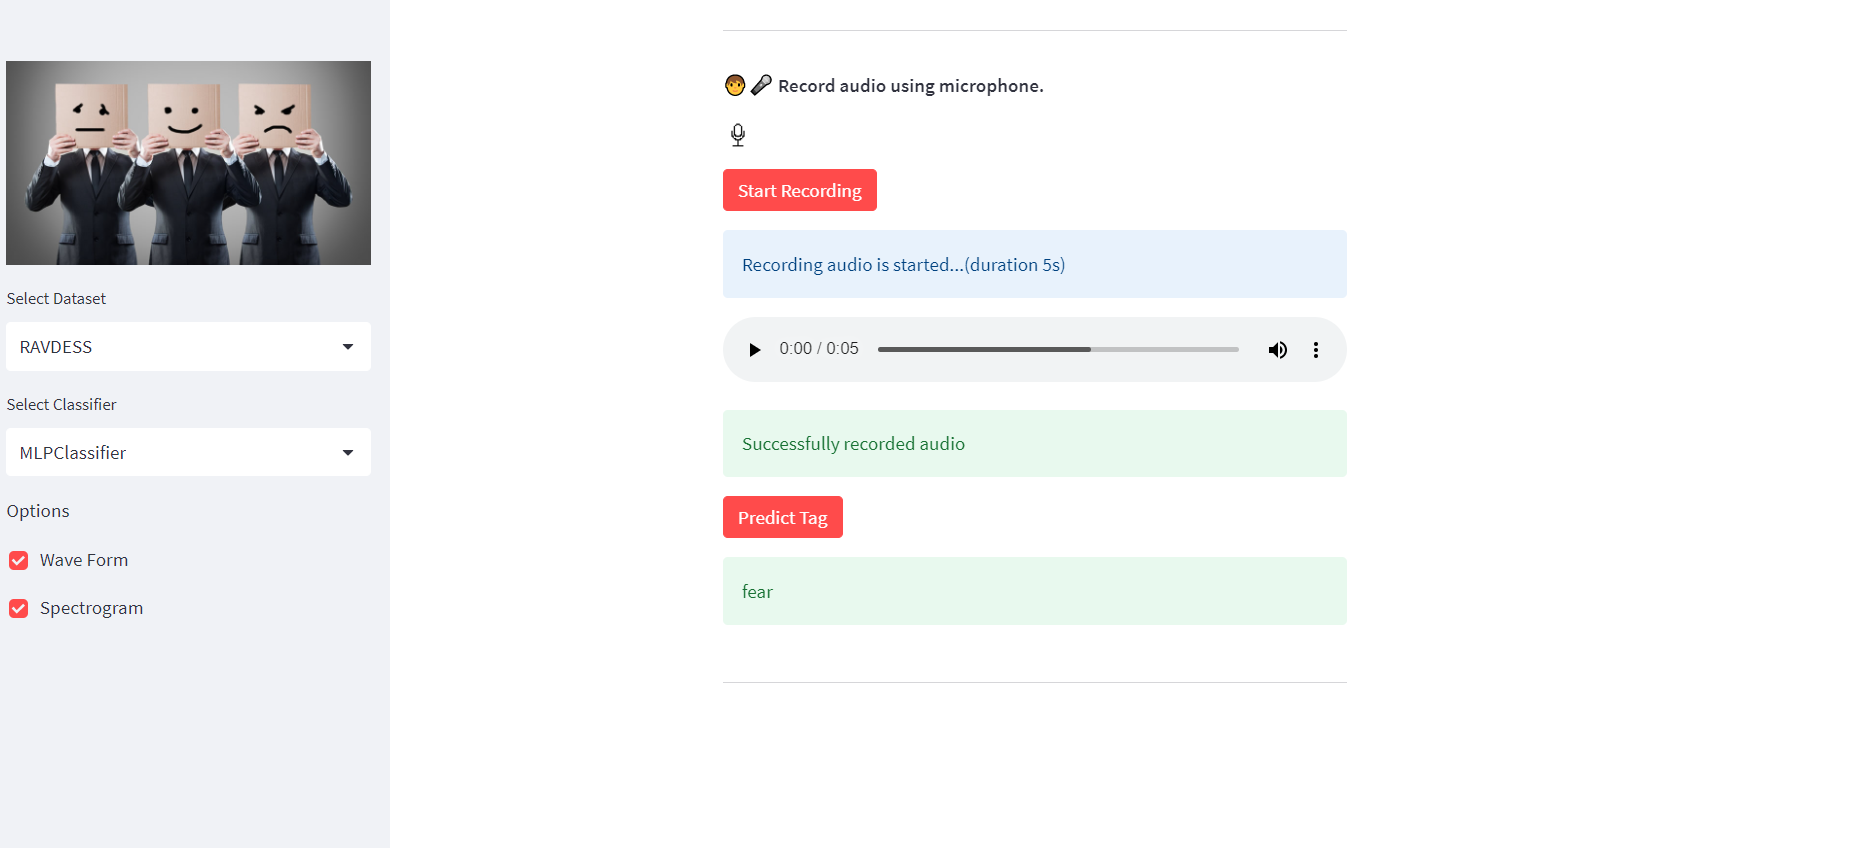 Select Dataset
RAVDESS
Select Classifier
MLPClassifier
Options
Wave Form
Spectrogram
Record audio using microphone.
Start Recording
Recording audio is started...(duration 5s)
0:00 / 0:05
Successfully recorded audio
Predict Tag
fear